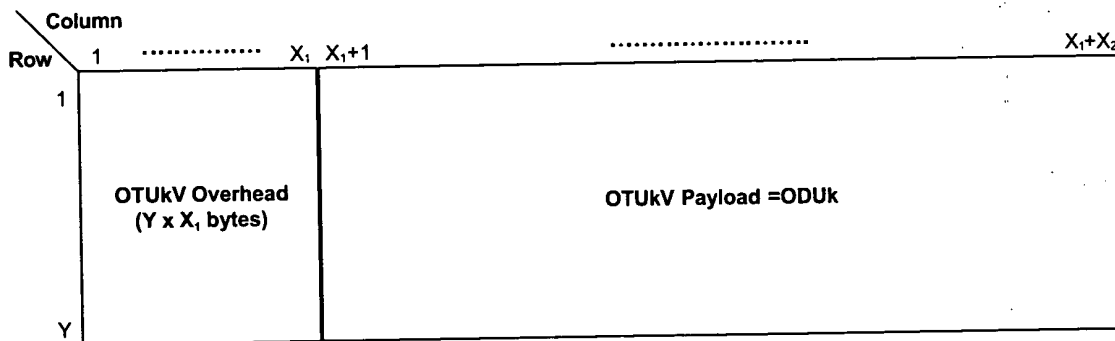 Column
Row 1 .................... X₁ X₁+1 .................... X₁+X₂
1
OTUkV Overhead
(Y x X₁ bytes)
OTUkV Payload =ODUk
Y